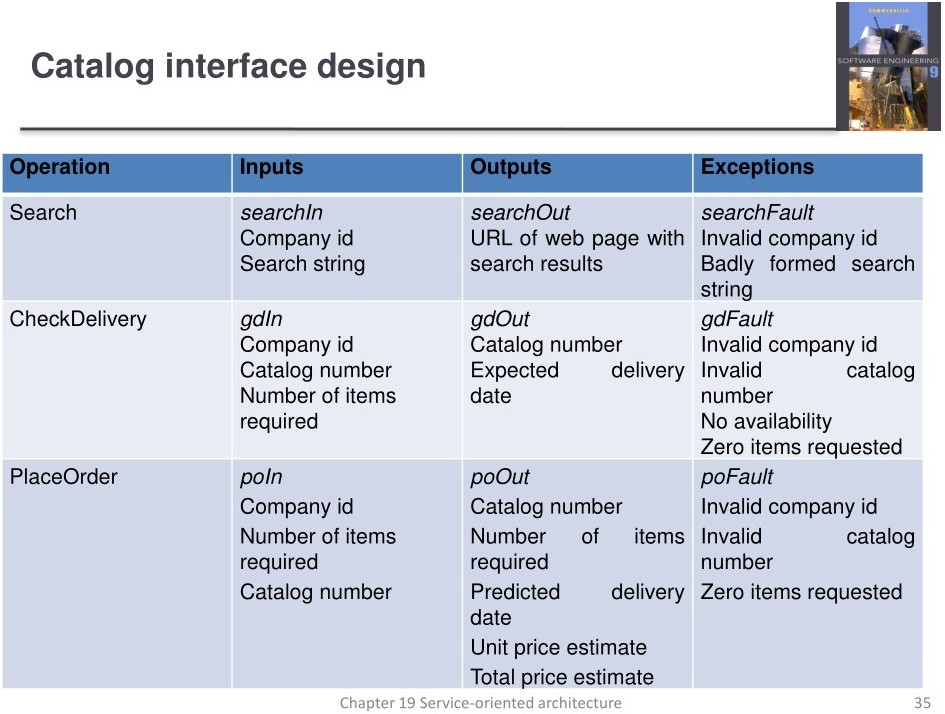 SOMMERVILLE
Catalog interface design
SOFTWARE ENGINEERING
9
Operation Inputs Outputs Exceptions
Search
searchIn
Company id
Search string
searchOut
URL of web page with
search results
searchFault
Invalid company id
Badly formed search
string
CheckDelivery
gdIn
Company id
Catalog number
Number of items
required
gdOut
Catalog number
Expected delivery
date
gdFault
Invalid company id
Invalid catalog
number
No availability
Zero items requested
PlaceOrder
poIn
Company id
Number of items
required
Catalog number
poOut
Catalog number
Number of items
required
Predicted delivery
date
Unit price estimate
Total price estimate
poFault
Invalid company id
Invalid catalog
number
Zero items requested
Chapter 19 Service-oriented architecture
35